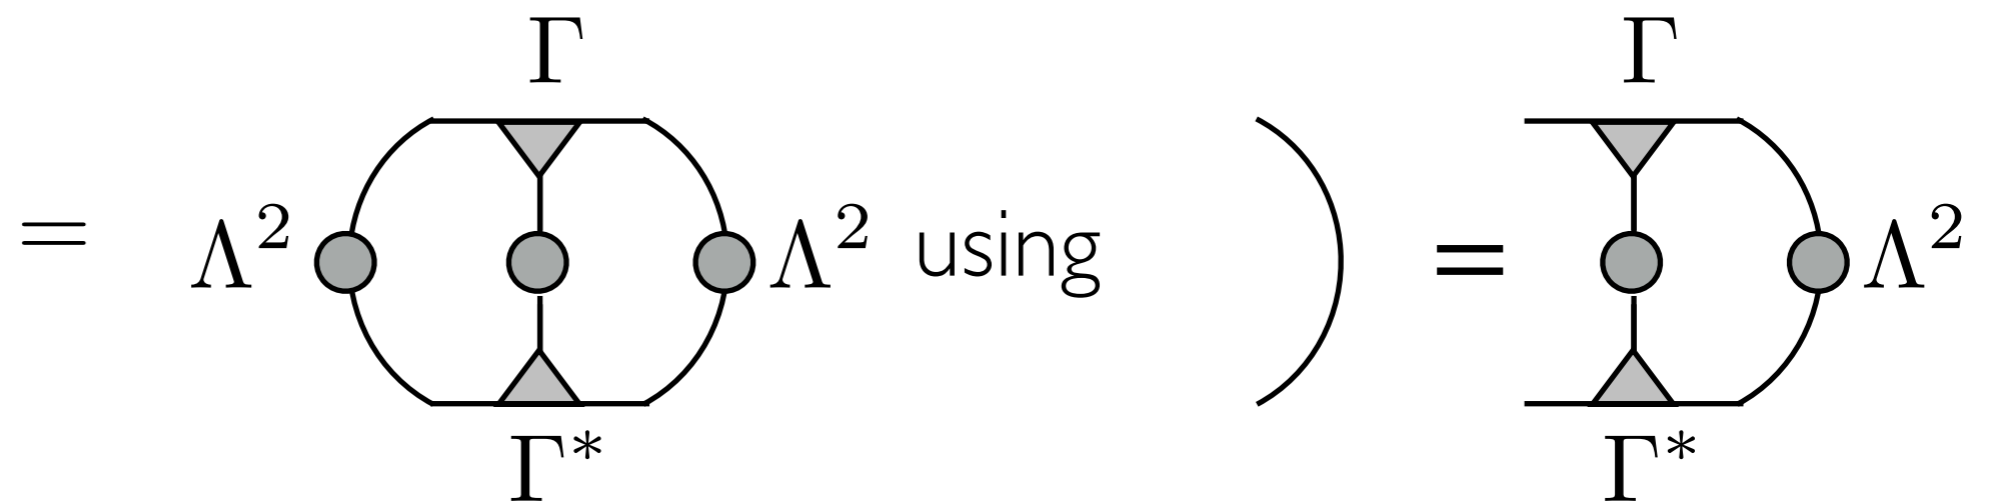 Γ Γ
= Λ² Λ² using = Λ²
Γ* Γ*